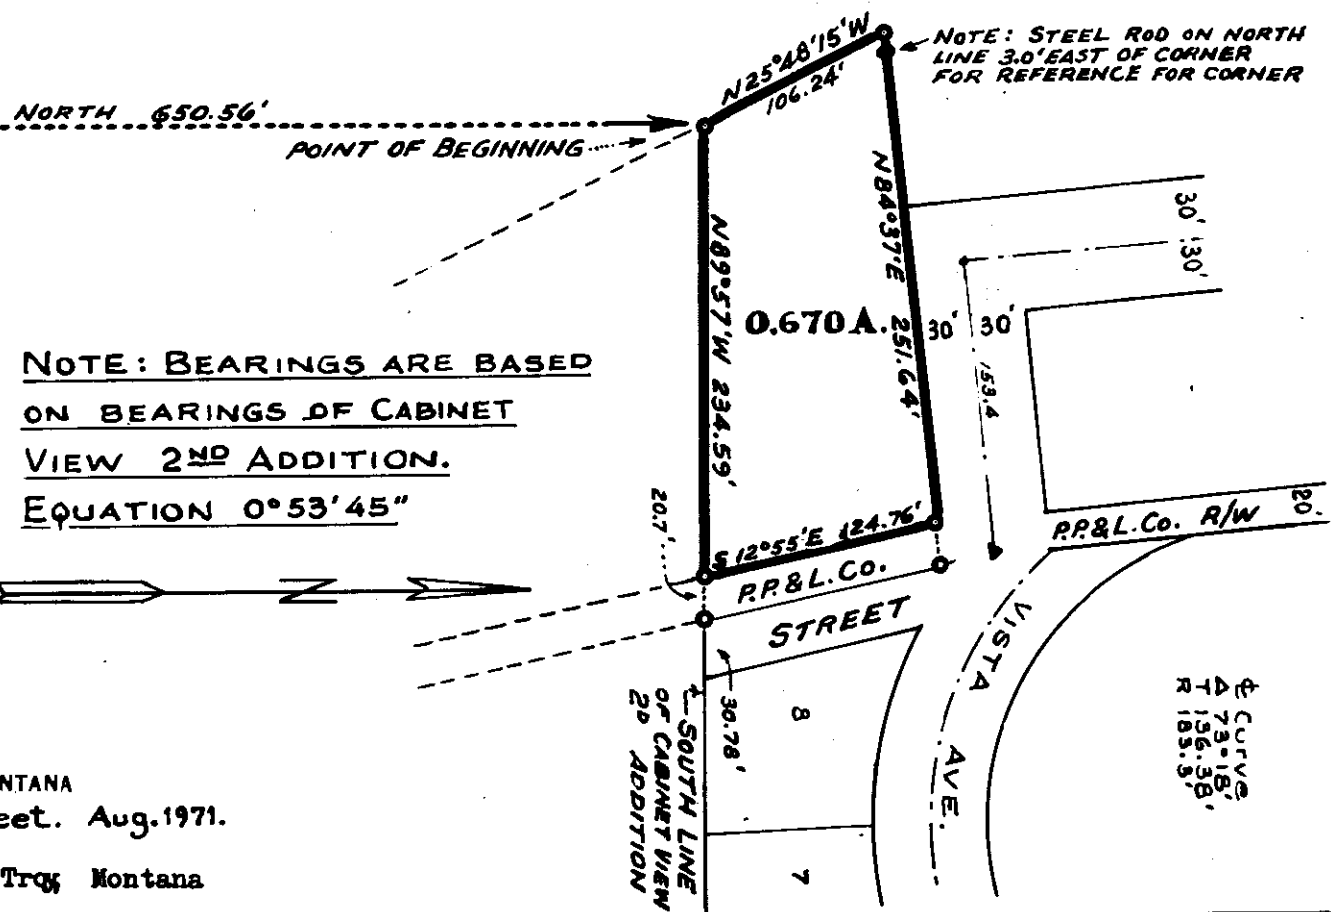 N25°48'15"W
106.24'
NOTE: STEEL ROD ON NORTH
LINE 3.0' EAST OF CORNER
FOR REFERENCE FOR CORNER
NORTH 650.56'
POINT OF BEGINNING
N84°37'E 251.64'
N89°57'W 234.59'
0.670 A.
30'
30'
30'
30'
153.4
NOTE: BEARINGS ARE BASED
ON BEARINGS OF CABINET
VIEW 2ND ADDITION.
EQUATION 0°53'45"
N
20.7'
S 12°55'E 124.76'
P.P.& L. Co.
STREET
P.P.& L. Co. R/W
20'
VISTA AVE.
30.78'
SOUTH LINE
OF CABINET VIEW
2D ADDITION
8
7
℄ Curve
Δ 73°18'
T 136.38'
R 183.3'
NTANA
eet. Aug.1971.
Troy Montana